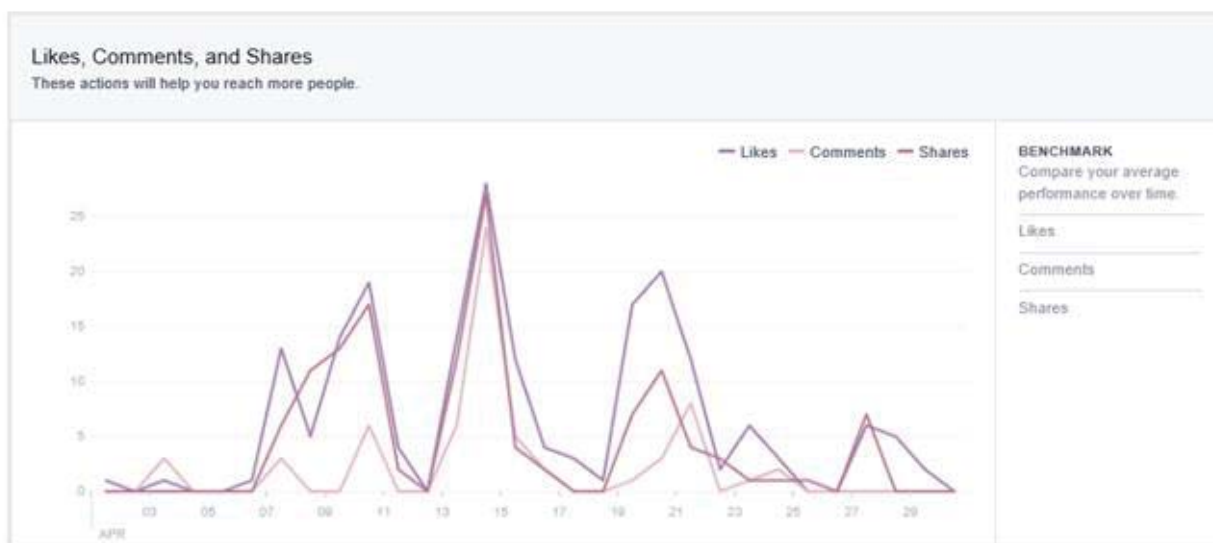 Likes, Comments, and Shares
These actions will help you reach more people.
Likes Comments Shares
25
20
15
10
5
0
03 05 07 09 11 13 15 17 19 21 23 25 27 29
APR
BENCHMARK
Compare your average
performance over time.
Likes
Comments
Shares